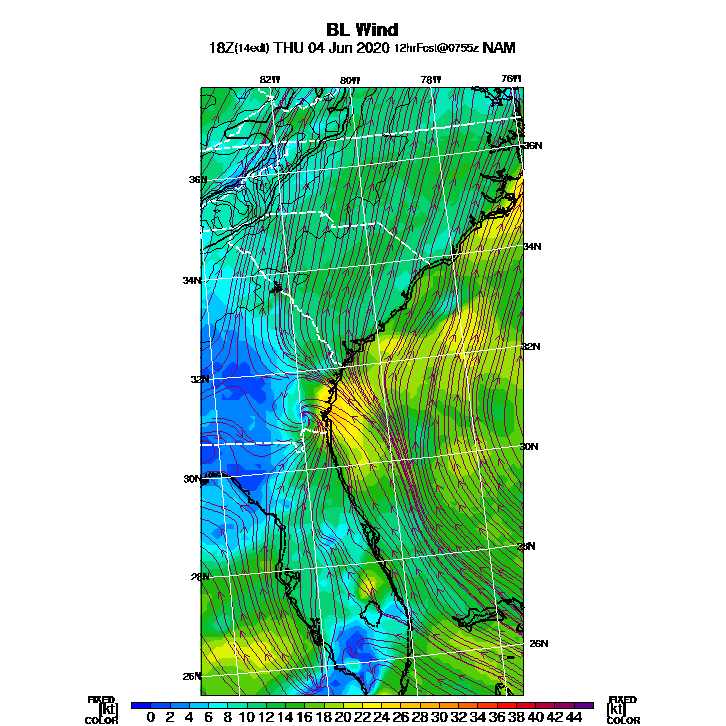 BL Wind
18Z(14edt) THU 04 Jun 2020 12hrFcst@0755z NAM
82W 80W 78W 76W
36N
36N
34N
34N
32N
32N
30N
30N
28N
28N
26N
26N
FIXED FIXED
[kt] 0 2 4 6 8 10 12 14 16 18 20 22 24 26 28 30 32 34 36 38 40 42 44 [kt]
COLOR COLOR